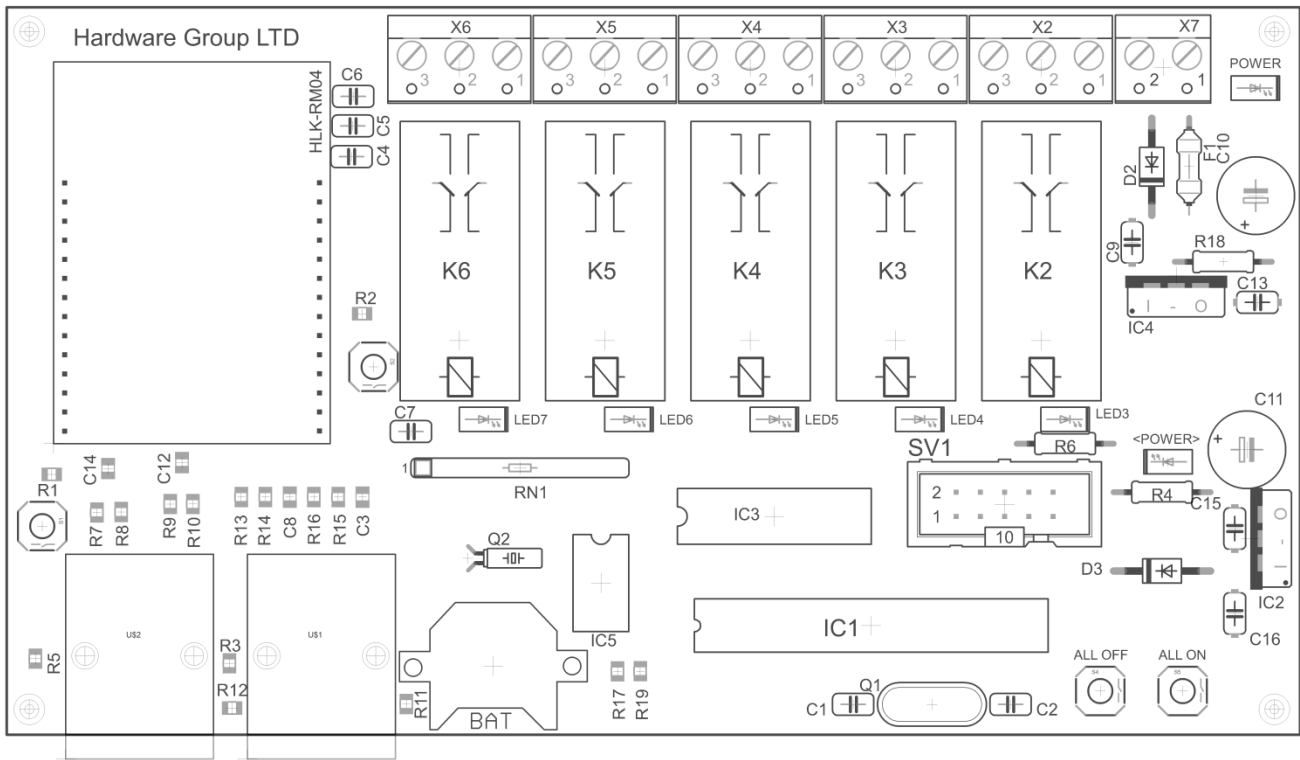 Hardware Group LTD
HLK-RM04
X6
X5
X4
X3
X2
X7
3 2 1
3 2 1
3 2 1
3 2 1
3 2 1
2 1
POWER
C6
C5
C4
D2
F1
C10
C9
R18
C13
I - O
IC4
K6
K5
K4
K3
K2
R2
S2
C7
LED7
LED6
LED5
LED4
LED3
C11
R6
<POWER>
R4
C15
1
RN1
SV1
2
1
10
IC3
C14
C12
R1
S1
R7
R8
R9
R10
R13
R14
C8
R16
R15
C3
Q2
IC5
D3
O - I
IC2
C16
IC1
U$2
U$1
R5
R3
R12
R11
BAT
R17
R19
C1
Q1
C2
ALL OFF
S4
ALL ON
S5